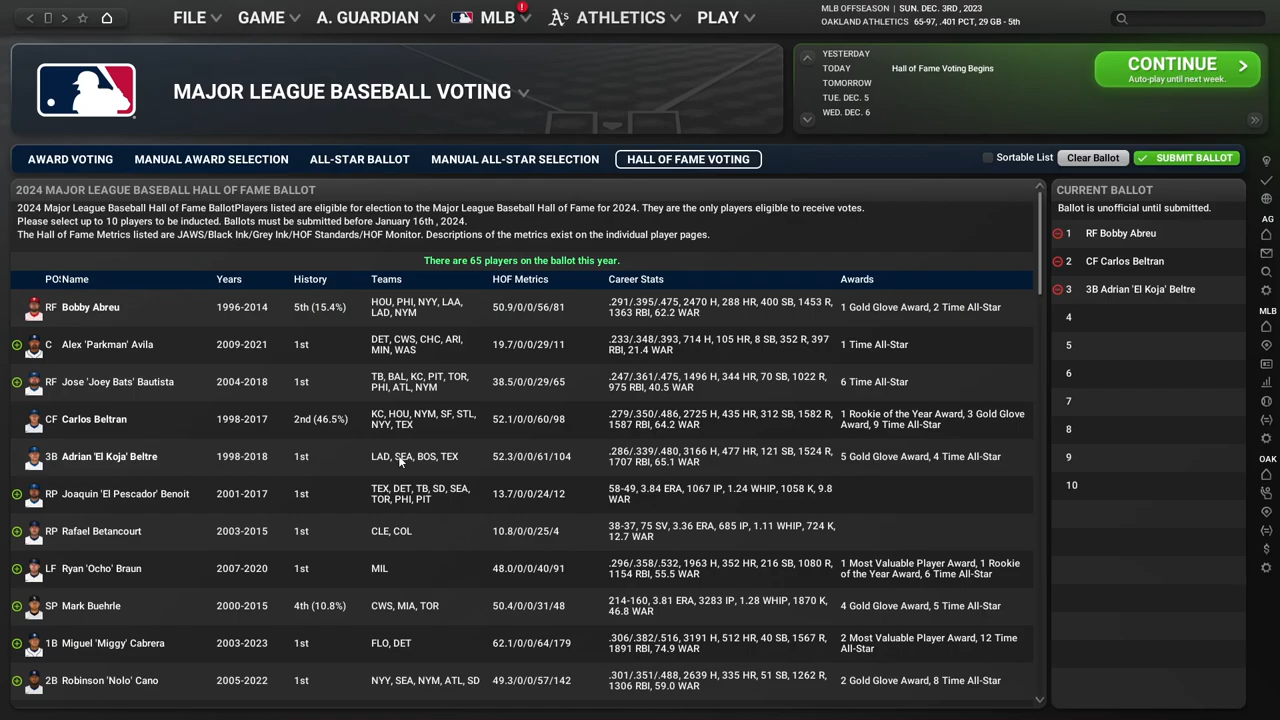 FILE GAME A. GUARDIAN MLB ! A's ATHLETICS PLAY
MLB OFFSEASON | SUN. DEC. 3RD , 2023
OAKLAND ATHLETICS 65-97, .401 PCT, 29 GB - 5th
MAJOR LEAGUE BASEBALL VOTING
YESTERDAY
TODAY Hall of Fame Voting Begins
TOMORROW
TUE. DEC. 5
WED. DEC. 6
CONTINUE
Auto-play until next week.
AWARD VOTING MANUAL AWARD SELECTION ALL-STAR BALLOT MANUAL ALL-STAR SELECTION HALL OF FAME VOTING Sortable List Clear Ballot SUBMIT BALLOT
2024 MAJOR LEAGUE BASEBALL HALL OF FAME BALLOT
2024 Major League Baseball Hall of Fame BallotPlayers listed are eligible for election to the Major League Baseball Hall of Fame for 2024. They are the only players eligible to receive votes.
Please select up to 10 players to be inducted. Ballots must be submitted before January 16th , 2024.
The Hall of Fame Metrics listed are JAWS/Black Ink/Grey Ink/HOF Standards/HOF Monitor. Descriptions of the metrics exist on the individual player pages.
There are 65 players on the ballot this year.
PO: Name Years History Teams HOF Metrics Career Stats Awards
RF Bobby Abreu 1996-2014 5th (15.4%) HOU, PHI, NYY, LAA, LAD, NYM 50.9/0/0/56/81 .291/.395/.475, 2470 H, 288 HR, 400 SB, 1453 R, 1363 RBI, 62.2 WAR 1 Gold Glove Award, 2 Time All-Star
C Alex 'Parkman' Avila 2009-2021 1st DET, CWS, CHC, ARI, MIN, WAS 19.7/0/0/29/11 .233/.348/.393, 714 H, 105 HR, 8 SB, 352 R, 397 RBI, 21.4 WAR 1 Time All-Star
RF Jose 'Joey Bats' Bautista 2004-2018 1st TB, BAL, KC, PIT, TOR, PHI, ATL, NYM 38.5/0/0/29/65 .247/.361/.471, 1496 H, 344 HR, 70 SB, 1022 R, 975 RBI, 40.5 WAR 6 Time All-Star
CF Carlos Beltran 1998-2017 2nd (46.5%) KC, HOU, NYM, SF, STL, NYY, TEX 52.1/0/0/60/98 .279/.350/.486, 2725 H, 435 HR, 312 SB, 1582 R, 1587 RBI, 64.2 WAR 1 Rookie of the Year Award, 3 Gold Glove Award, 9 Time All-Star
3B Adrian 'El Koja' Beltre 1998-2018 1st LAD, SEA, BOS, TEX 52.3/0/0/61/104 .286/.339/.480, 3166 H, 477 HR, 121 SB, 1524 R, 1707 RBI, 65.1 WAR 5 Gold Glove Award, 4 Time All-Star
RP Joaquin 'El Pescador' Benoit 2001-2017 1st TEX, DET, TB, SD, SEA, TOR, PHI, PIT 13.7/0/0/24/12 58-49, 3.84 ERA, 1067 IP, 1.24 WHIP, 1058 K, 9.8 WAR
RP Rafael Betancourt 2003-2015 1st CLE, COL 10.8/0/0/25/4 38-37, 75 SV, 3.36 ERA, 685 IP, 1.11 WHIP, 724 K, 12.7 WAR
LF Ryan 'Ocho' Braun 2007-2020 1st MIL 48.0/0/0/40/91 .296/.358/.532, 1963 H, 352 HR, 216 SB, 1080 R, 1154 RBI, 55.5 WAR 1 Most Valuable Player Award, 1 Rookie of the Year Award, 6 Time All-Star
SP Mark Buehrle 2000-2015 4th (10.8%) CWS, MIA, TOR 50.4/0/0/31/48 214-160, 3.81 ERA, 3283 IP, 1.28 WHIP, 1870 K, 46.8 WAR 4 Gold Glove Award, 5 Time All-Star
1B Miguel 'Miggy' Cabrera 2003-2023 1st FLO, DET 62.1/0/0/64/179 .306/.382/.516, 3191 H, 512 HR, 40 SB, 1567 R, 1891 RBI, 74.9 WAR 2 Most Valuable Player Award, 12 Time All-Star
2B Robinson 'Nolo' Cano 2005-2022 1st NYY, SEA, NYM, ATL, SD 49.3/0/0/57/142 .301/.351/.488, 2639 H, 335 HR, 51 SB, 1262 R, 1306 RBI, 59.0 WAR 2 Gold Glove Award, 8 Time All-Star
CURRENT BALLOT
Ballot is unofficial until submitted.
1 RF Bobby Abreu
2 CF Carlos Beltran
3 3B Adrian 'El Koja' Beltre
4
5
6
7
8
9
10
AG
MLB
OAK